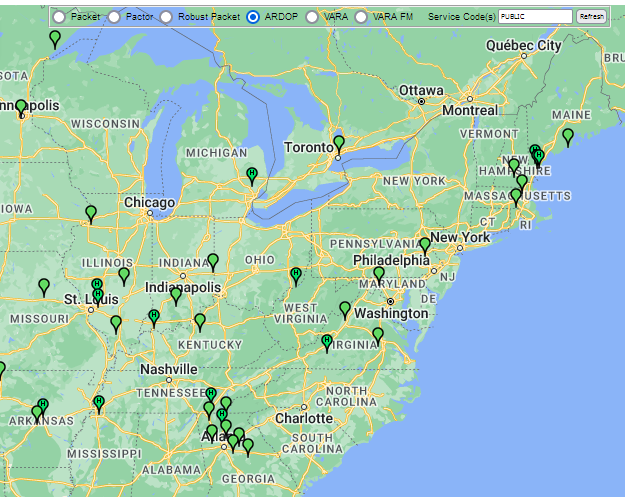 Packet Pactor Robust Packet ARDOP VARA VARA FM Service Code(s) PUBLIC Refresh
Québec City
SOTA
Ottawa
BRU
nneapolis
Montreal
MAINE
WISCONSIN
VERMONT
Toronto
MICHIGAN
NEW
HAMPSHIRE
NEW YORK
MASSACHUSETTS
Chicago
IOWA
CT
RI
New York
PENNSYLVANIA
ILLINOIS
INDIANA
OHIO
Philadelphia
NJ
Indianapolis
MARYLAND
St. Louis
DE
MISSOURI
WEST
VIRGINIA
Washington
KENTUCKY
VIRGINIA
Nashville
TENNESSEE
NORTH
CAROLINA
ARKANSAS
Charlotte
Atlan
SOUTH
CAROLINA
MISSISSIPPI
ALABAMA
GEORGIA
H
H
H
H
H
H
H
H
H
H
H